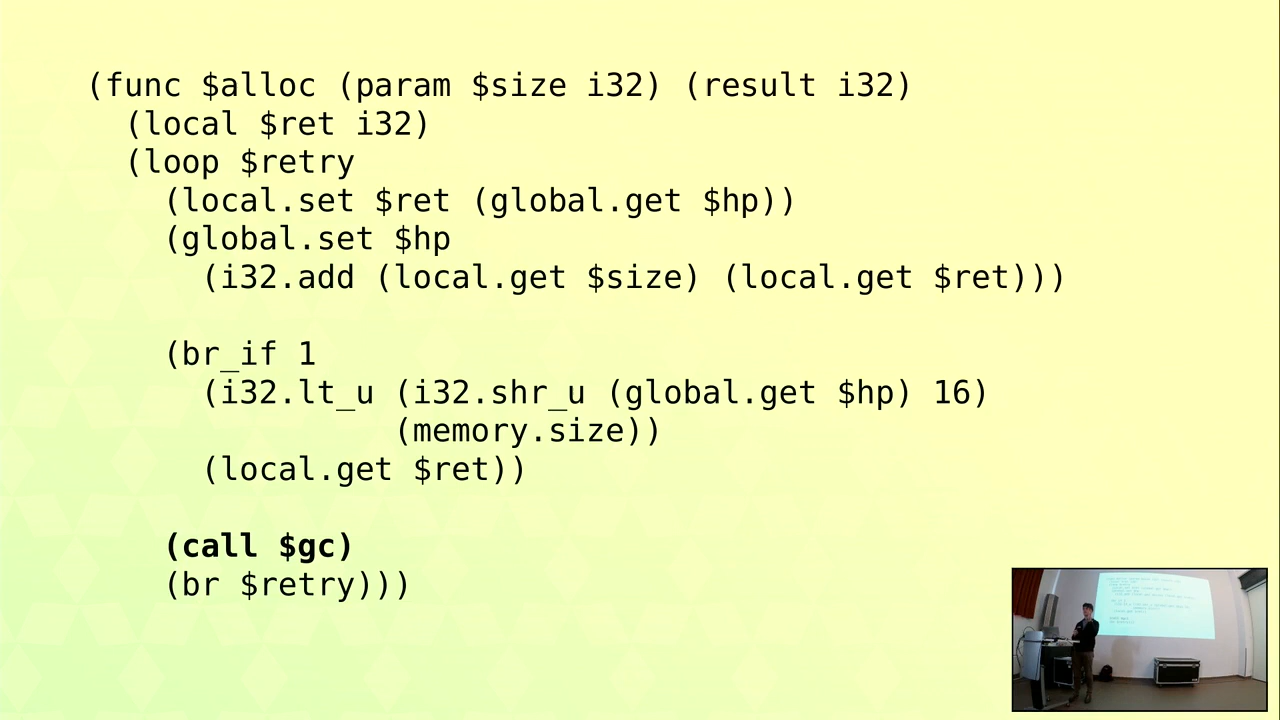 (func $alloc (param $size i32) (result i32)
(local $ret i32)
(loop $retry
(local.set $ret (global.get $hp))
(global.set $hp
(i32.add (local.get $size) (local.get $ret)))
(br_if 1
(i32.lt_u (i32.shr_u (global.get $hp) 16)
(memory.size))
(local.get $ret))
(call $gc)
(br $retry)))